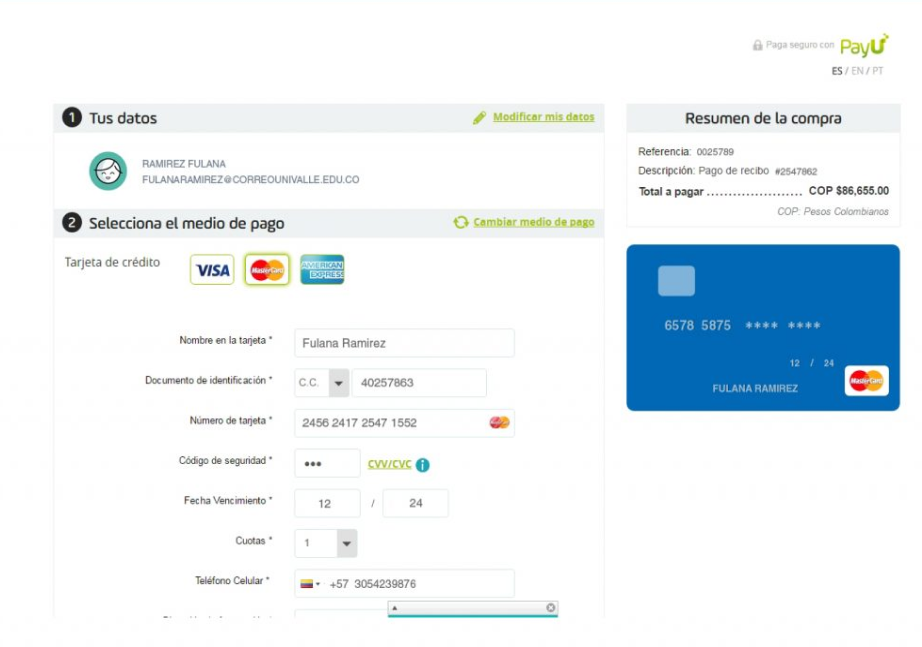 Paga seguro con PayU
ES / EN / PT
1 Tus datos
Modificar mis datos
RAMIREZ FULANA
FULANARAMIREZ@CORREOUNIVALLE.EDU.CO
2 Selecciona el medio de pago
Cambiar medio de pago
Tarjeta de crédito
VISA
MasterCard
AMERICAN EXPRESS
Nombre en la tarjeta *
Fulana Ramirez
Documento de identificación *
C.C.
40257863
Número de tarjeta *
2456 2417 2547 1552
Código de seguridad *
•••
CVV/CVC i
Fecha Vencimiento *
12 / 24
Cuotas *
1
Teléfono Celular *
+57 3054239876
Resumen de la compra
Referencia: 0025789
Descripción: Pago de recibo #2547862
Total a pagar ...................... COP $86,655.00
COP: Pesos Colombianos
6578 5875 **** ****
12 / 24
FULANA RAMIREZ
MasterCard